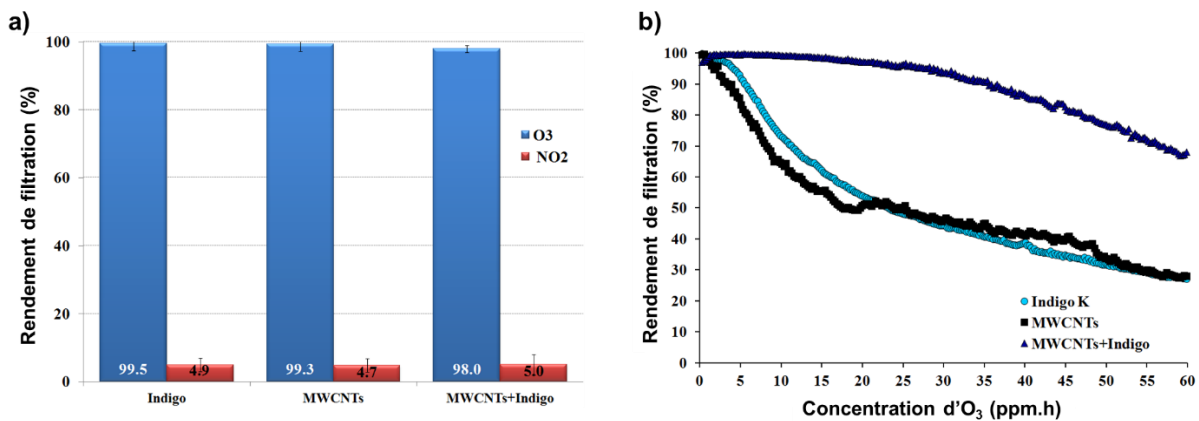 a)
Rendement de filtration (%)
100
80
60
40
20
0
O3
NO2
99.5
4.9
99.3
4.7
98.0
5.0
Indigo
MWCNTs
MWCNTs+Indigo
b)
Rendement de filtration (%)
100
90
80
70
60
50
40
30
20
10
0
Indigo K
MWCNTs
MWCNTs+Indigo
0 5 10 15 20 25 30 35 40 45 50 55 60
Concentration d'O₃ (ppm.h)